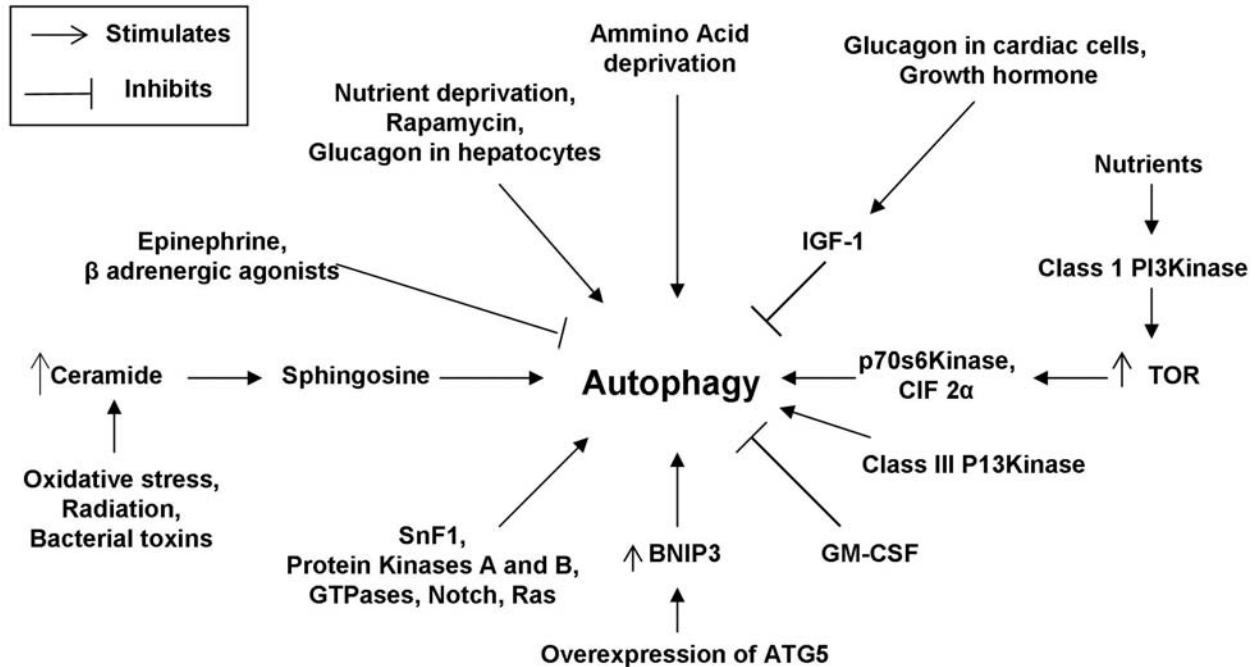 Stimulates
Inhibits
Ammino Acid
deprivation
Glucagon in cardiac cells,
Growth hormone
Nutrient deprivation,
Rapamycin,
Glucagon in hepatocytes
Nutrients
Epinephrine,
β adrenergic agonists
IGF-1
Class 1 PI3Kinase
Ceramide
Sphingosine
Autophagy
p70s6Kinase,
CIF 2α
TOR
Class III P13Kinase
Oxidative stress,
Radiation,
Bacterial toxins
SnF1,
Protein Kinases A and B,
GTPases, Notch, Ras
BNIP3
GM-CSF
Overexpression of ATG5